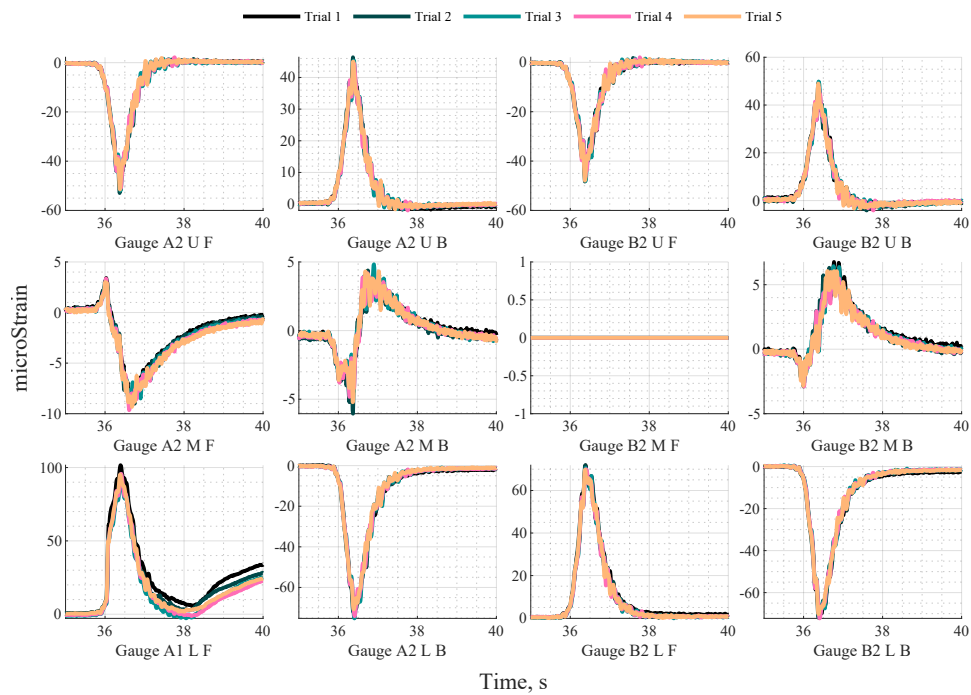 Trial 1 Trial 2 Trial 3 Trial 4 Trial 5
0 -20 -40 -60
36 38 40
Gauge A2 U F
40 30 20 10 0
36 38 40
Gauge A2 U B
0 -20 -40 -60
36 38 40
Gauge B2 U F
60 40 20 0
36 38 40
Gauge B2 U B
microStrain
5 0 -5 -10
36 38 40
Gauge A2 M F
5 0 -5
36 38 40
Gauge A2 M B
1 0.5 0 -0.5 -1
36 38 40
Gauge B2 M F
5 0 -5
36 38 40
Gauge B2 M B
100 50 0
36 38 40
Gauge A1 L F
0 -20 -40 -60
36 38 40
Gauge A2 L B
60 40 20 0
36 38 40
Gauge B2 L F
0 -20 -40 -60
36 38 40
Gauge B2 L B
Time, s